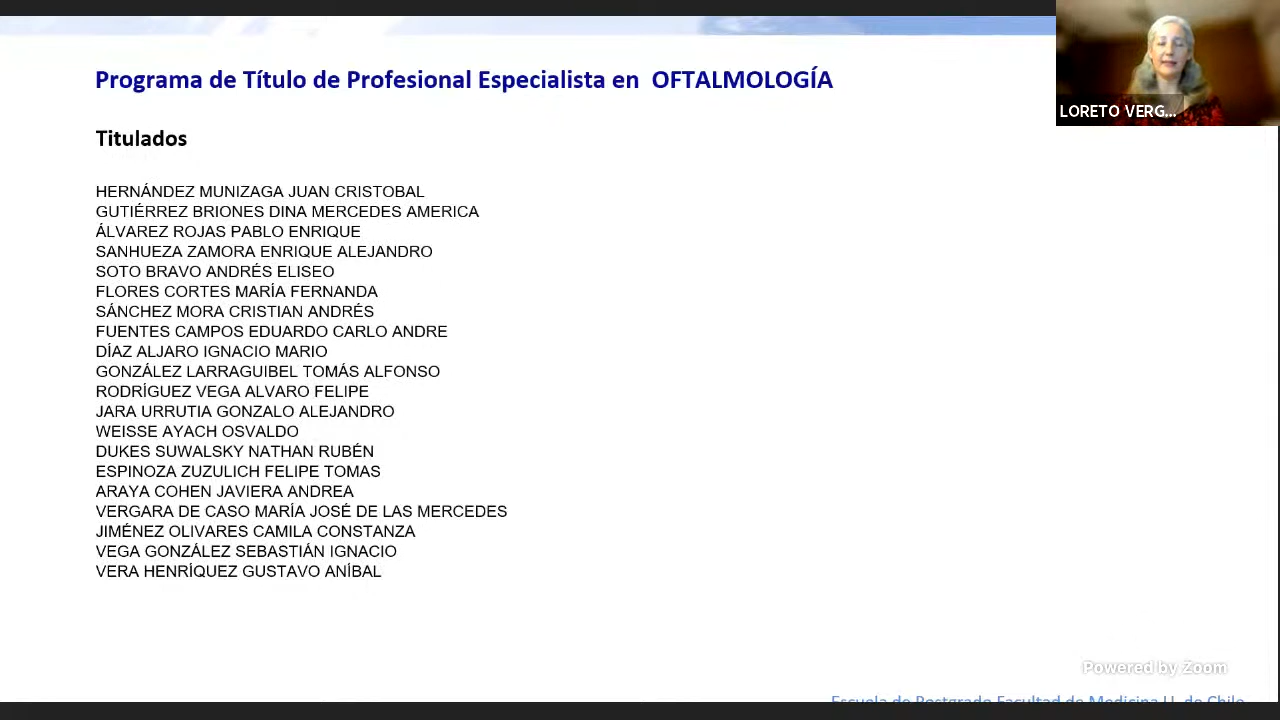 Programa de Título de Profesional Especialista en OFTALMOLOGÍA
LORETO VERG...
Titulados
HERNÁNDEZ MUNIZAGA JUAN CRISTOBAL
GUTIÉRREZ BRIONES DINA MERCEDES AMERICA
ÁLVAREZ ROJAS PABLO ENRIQUE
SANHUEZA ZAMORA ENRIQUE ALEJANDRO
SOTO BRAVO ANDRÉS ELISEO
FLORES CORTES MARÍA FERNANDA
SÁNCHEZ MORA CRISTIAN ANDRÉS
FUENTES CAMPOS EDUARDO CARLO ANDRE
DÍAZ ALJARO IGNACIO MARIO
GONZÁLEZ LARRAGUIBEL TOMÁS ALFONSO
RODRÍGUEZ VEGA ALVARO FELIPE
JARA URRUTIA GONZALO ALEJANDRO
WEISSE AYACH OSVALDO
DUKES SUWALSKY NATHAN RUBÉN
ESPINOZA ZUZULICH FELIPE TOMAS
ARAYA COHEN JAVIERA ANDREA
VERGARA DE CASO MARÍA JOSÉ DE LAS MERCEDES
JIMÉNEZ OLIVARES CAMILA CONSTANZA
VEGA GONZÁLEZ SEBASTIÁN IGNACIO
VERA HENRÍQUEZ GUSTAVO ANÍBAL
Powered by Zoom
Escuela de Postgrado Facultad de Medicina U. de Chile